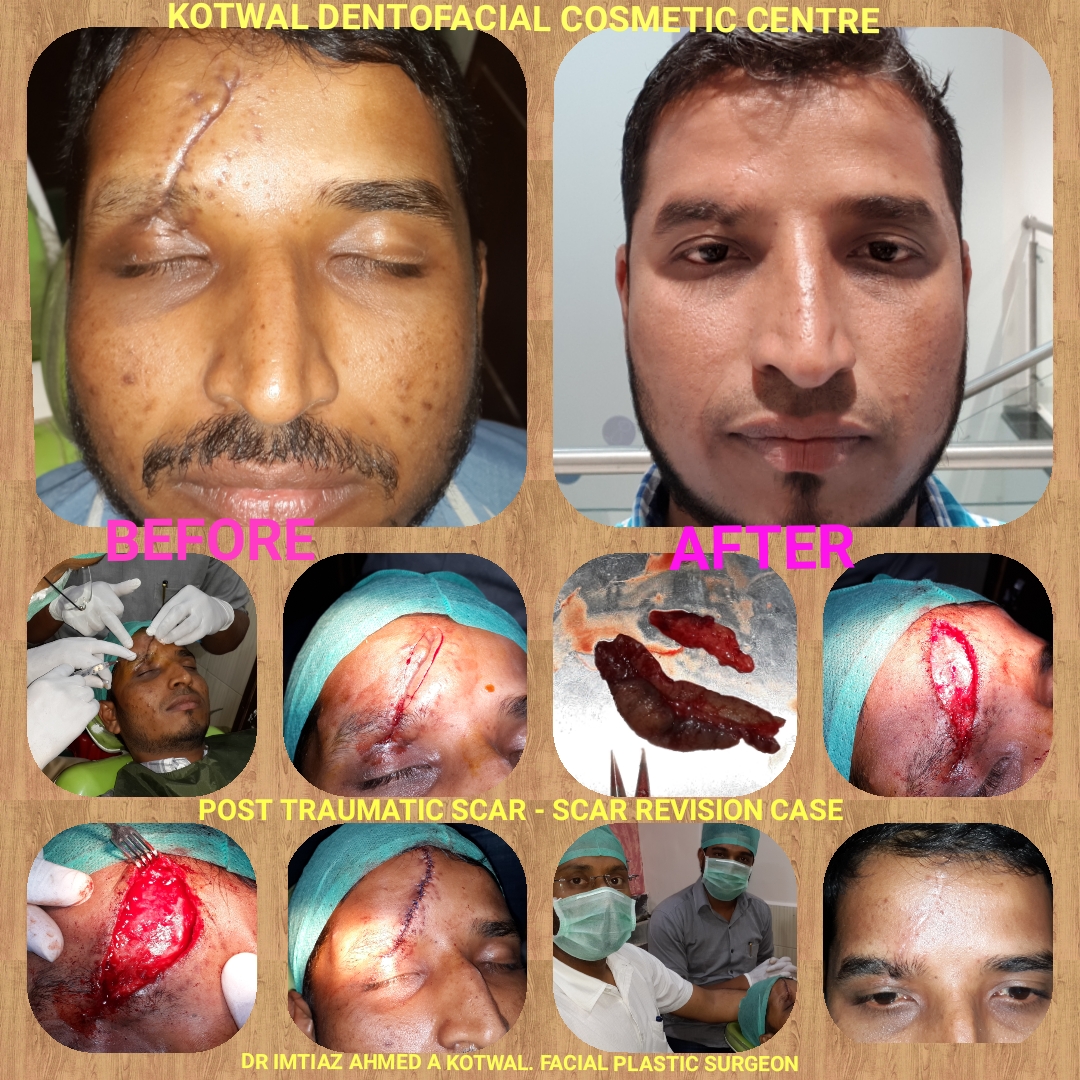 KOTWAL DENTOFACIAL COSMETIC CENTRE
BEFORE
AFTER
POST TRAUMATIC SCAR - SCAR REVISION CASE
DR IMTIAZ AHMED A KOTWAL. FACIAL PLASTIC SURGEON